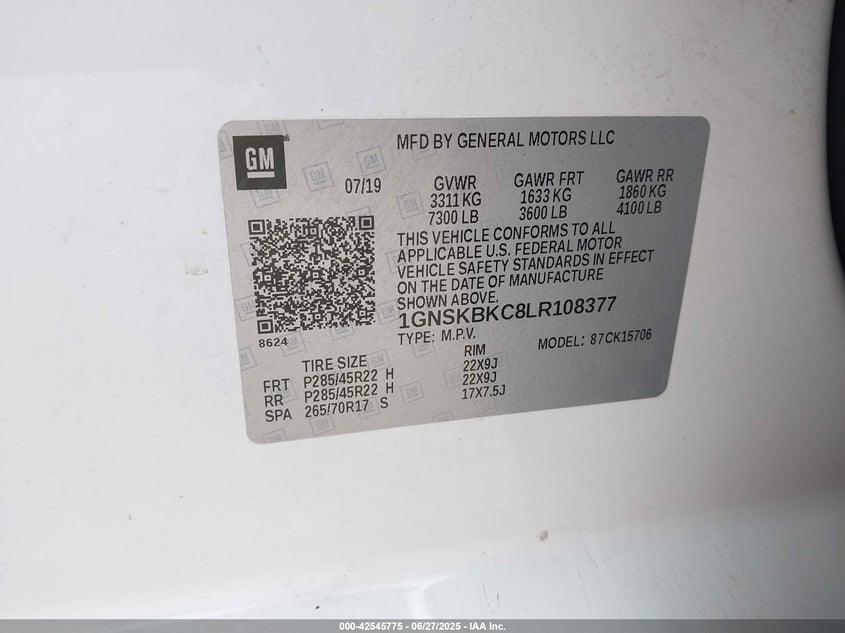 GM
MFD BY GENERAL MOTORS LLC
07/19
GVWR GAWR FRT GAWR RR
3311 KG 1633 KG 1860 KG
7300 LB 3600 LB 4100 LB
THIS VEHICLE CONFORMS TO ALL
APPLICABLE U.S. FEDERAL MOTOR
VEHICLE SAFETY STANDARDS IN EFFECT
ON THE DATE OF MANUFACTURE
SHOWN ABOVE.
1GNSKBKC8LR108377
8624
TYPE: M.P.V. MODEL: 87CK15706
TIRE SIZE RIM
FRT P285/45R22 H 22X9J
RR P285/45R22 H 22X9J
SPA 265/70R17 S 17X7.5J
000-42545775 - 06/27/2025 - IAA Inc.